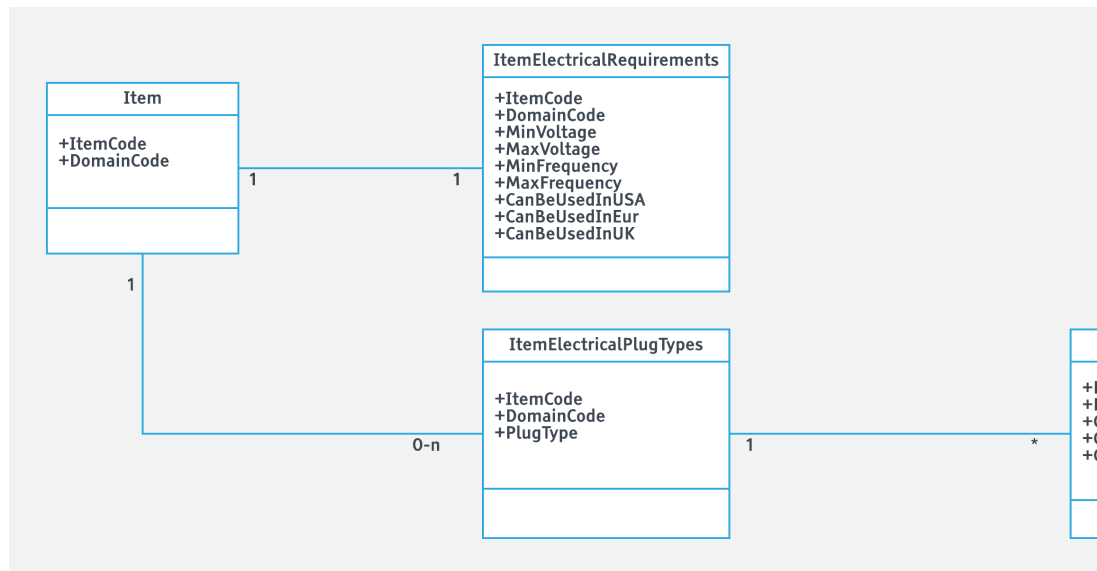 Item
+ItemCode
+DomainCode
1
1
1
0-n
ItemElectricalRequirements
+ItemCode
+DomainCode
+MinVoltage
+MaxVoltage
+MinFrequency
+MaxFrequency
+CanBeUsedInUSA
+CanBeUsedInEur
+CanBeUsedInUK
ItemElectricalPlugTypes
+ItemCode
+DomainCode
+PlugType
1
*